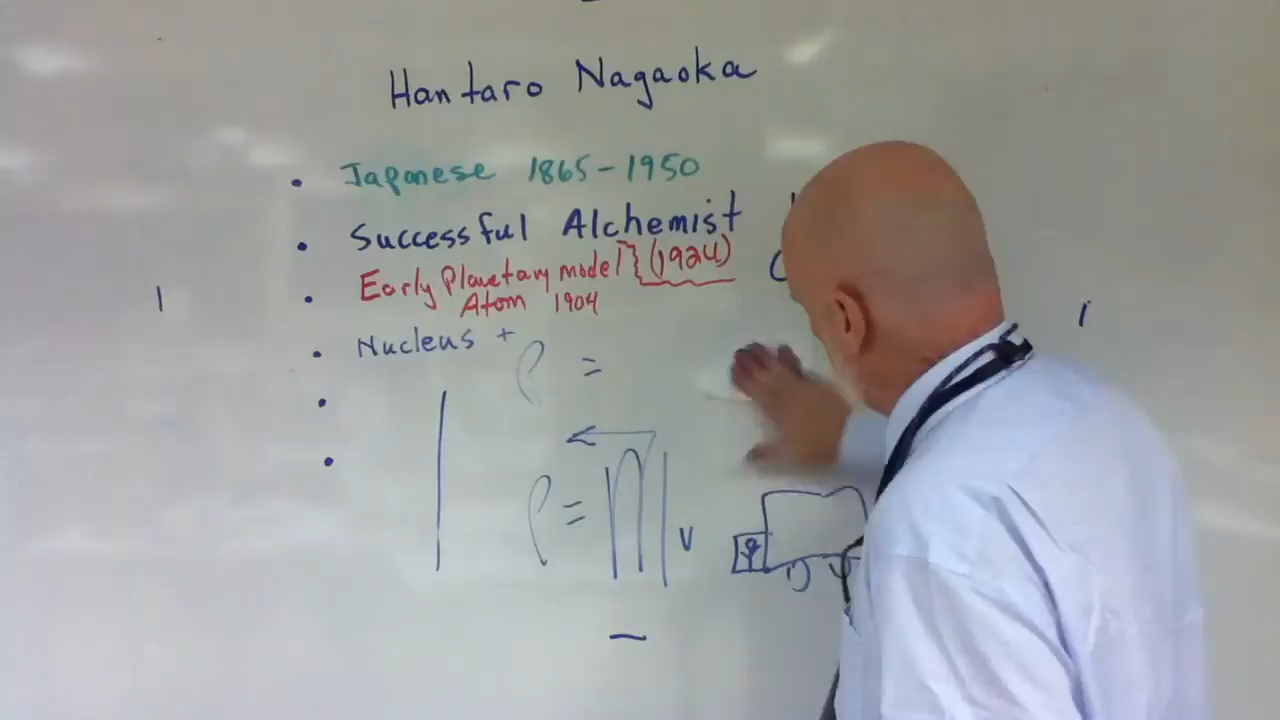 Hantaro Nagaoka
• Japanese 1865-1950
• Successful Alchemist
• Early Planetary model } (1924)
Atom 1904
• Nucleus +
ρ =
ρ = m
v